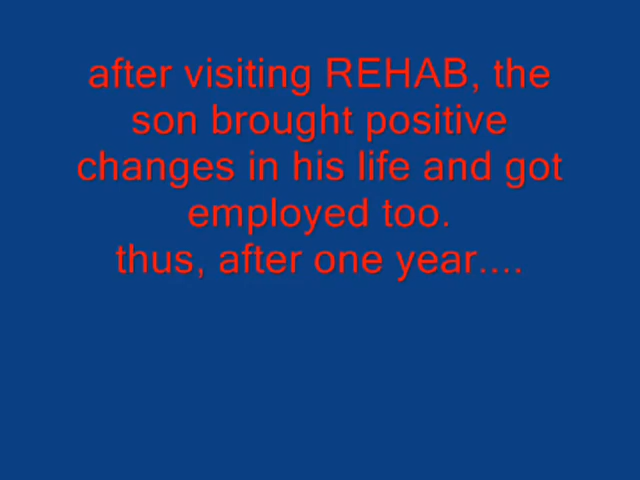 after visiting REHAB, the
son brought positive
changes in his life and got
employed too.
thus, after one year....